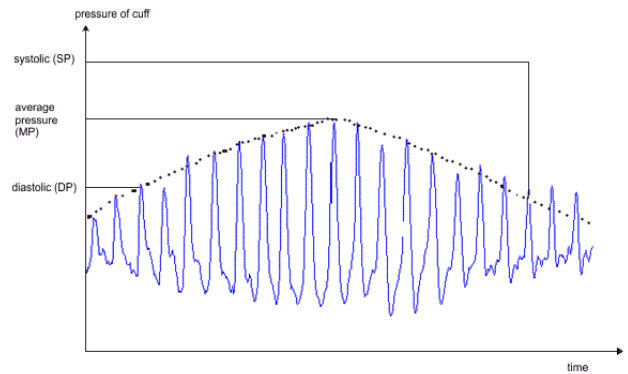 pressure of cuff
systolic (SP)
average
pressure
(MP)
diastolic (DP)
time